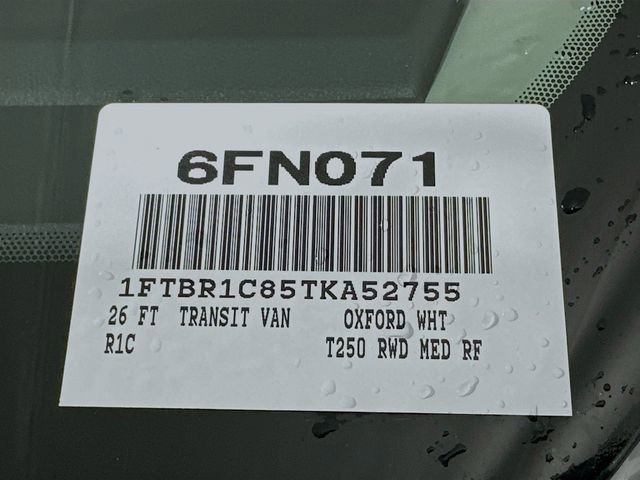 6FN071
1FTBR1C85TKA52755
26 FT TRANSIT VAN OXFORD WHT
R1C T250 RWD MED RF